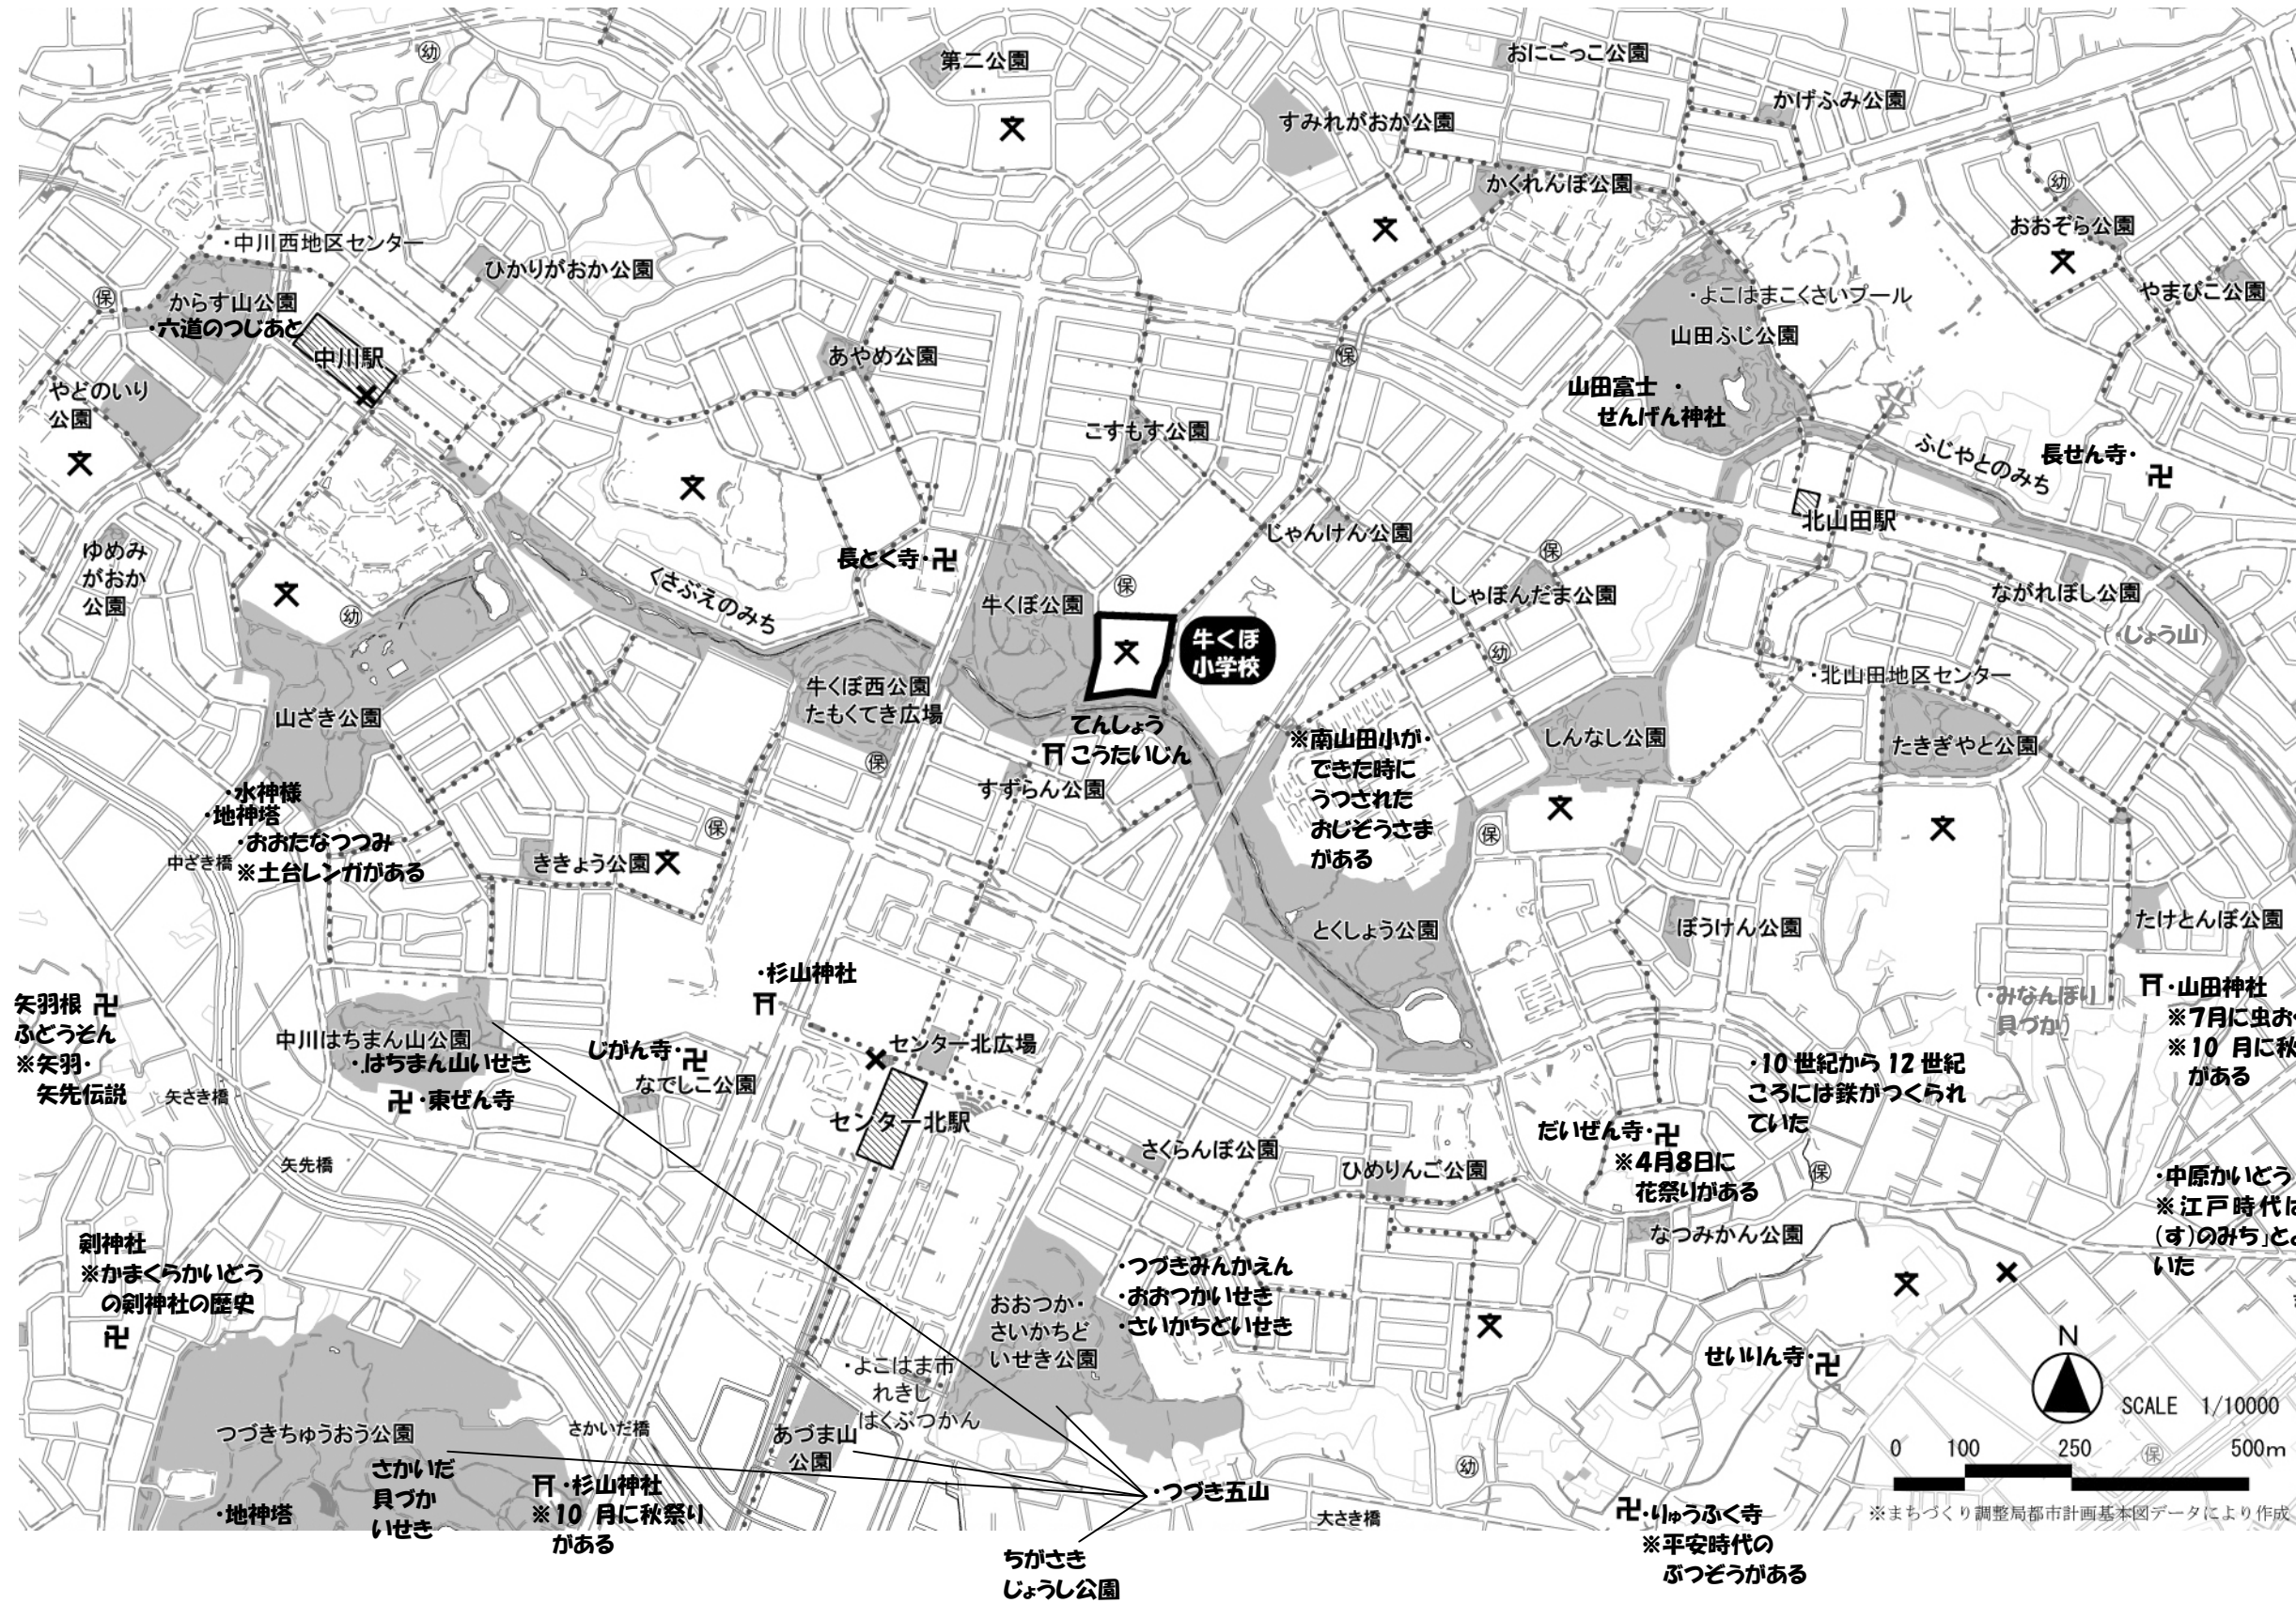 幼
第二公園
おにごっこ公園
かげふみ公園
すみれがおか公園
かくれんぼ公園
幼
おおぞら公園
・中川西地区センター
ひかりがおか公園
やまびこ公園
保
からす山公園
・六道のつじあと
・よこはまこくさいプール
山田ふじ公園
中川駅
あやめ公園
保
やどのいり
公園
山田富士・
せんげん神社
こすもす公園
ふじやとのみち
長せん寺・
北山田駅
じゃんけん公園
ゆめみ
がおか
公園
長とく寺・
くさぶえのみち
保
保
牛くぼ公園
しゃぼんだま公園
ながれぼし公園
幼
牛くぼ
小学校
(・じょう山)
幼
・北山田地区センター
牛くぼ西公園
たもくてき広場
山ざき公園
てんしょう
こうたいじん
※南山田小が・
できた時に
うつされた
おじぞうさま
がある
しんなし公園
たきぎやと公園
保
すずらん公園
・水神様
・地神塔
・おおたなつつみ
※土台レンガがある
中ざき橋
保
保
ききょう公園
とくしょう公園
ぼうけん公園
たけとんぼ公園
・杉山神社
矢羽根
ふどうそん
※矢羽・
矢先伝説
(・みなんぼり
貝づか)
・山田神社
※7月に虫お
※10 月に秋
がある
中川はちまん山公園
・はちまん山いせき
・東ぜん寺
矢さき橋
じがん寺・
なでしこ公園
センター北広場
センター北駅
・10 世紀から 12 世紀
ころには鉄がつくられ
ていた
さくらんぼ公園
ひめりんご公園
だいぜん寺・
※4月8日に
花祭りがある
保
矢先橋
・中原かいどう
※江戸時代は
(す)のみち」とよ
いた
なつみかん公園
剣神社
※かまくらかいどう
の剣神社の歴史
・つづきみんかえん
・おおつかいせき
・さいかちどいせき
おおつか・
さいかちど
いせき公園
せいりん寺・
N
・よこはま市
れきし
はくぶつかん
SCALE 1/10000
つづきちゅうおう公園
さかいだ橋
あづま山
公園
0 100 250 500m
保
幼
さかいだ
貝づか
いせき
・地神塔
・杉山神社
※10 月に秋祭り
がある
・つづき五山
大さき橋
・りゅうふく寺
※平安時代の
ぶつぞうがある
※まちづくり調整局都市計画基本図データにより作成
ちがさき
じょうし公園